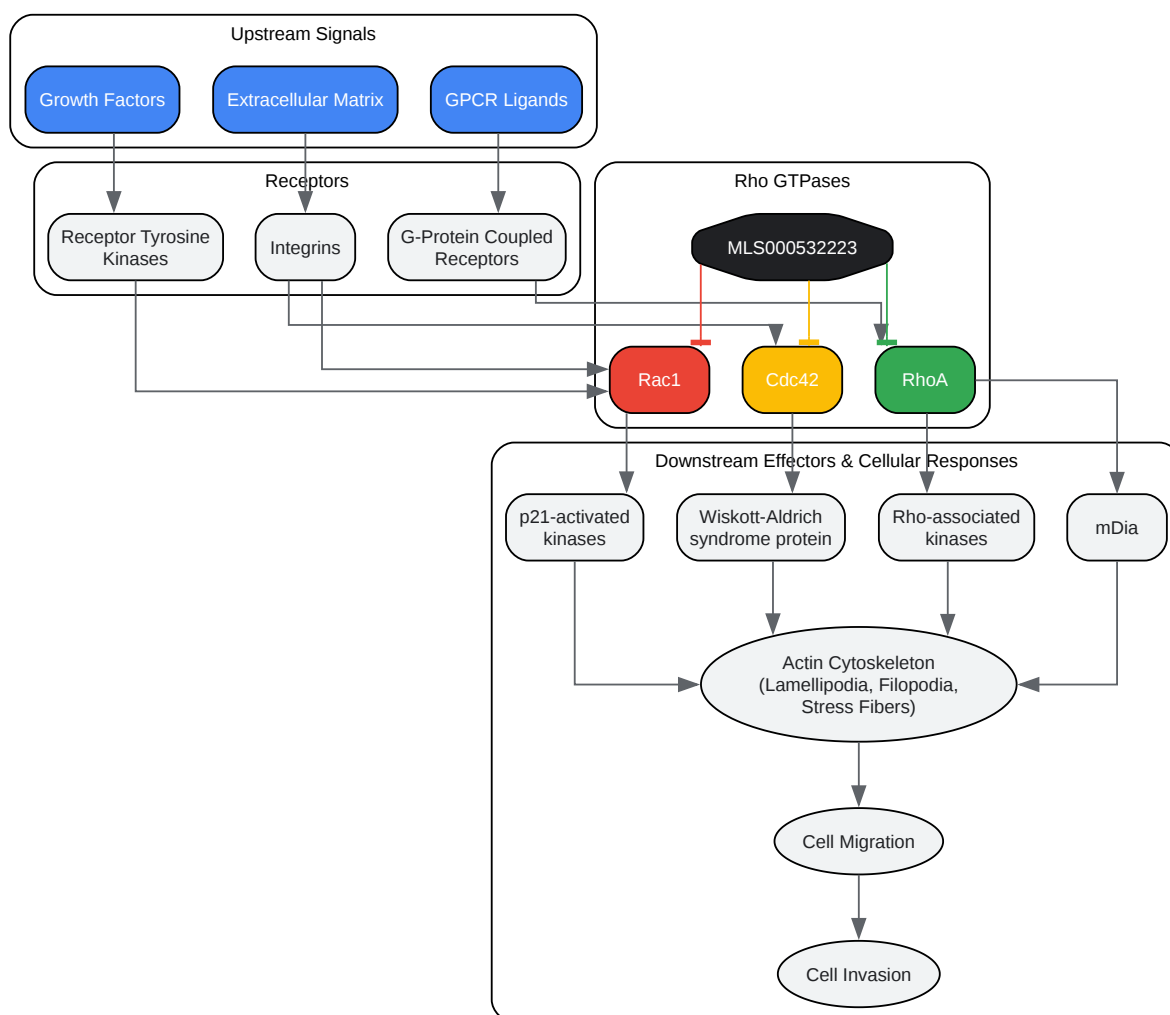 Upstream Signals
Growth Factors
Extracellular Matrix
GPCR Ligands
Receptors
Rho GTPases
Receptor Tyrosine
Kinases
Integrins
G-Protein Coupled
Receptors
MLS000532223
Rac1
Cdc42
RhoA
Downstream Effectors & Cellular Responses
p21-activated
kinases
Wiskott-Aldrich
syndrome protein
Rho-associated
kinases
mDia
Actin Cytoskeleton
(Lamellipodia, Filopodia,
Stress Fibers)
Cell Migration
Cell Invasion